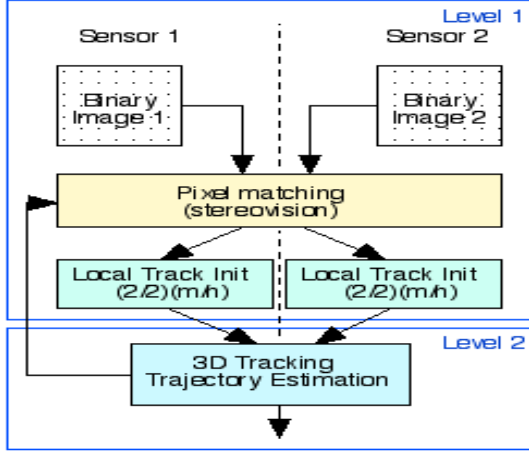 Level 1
Sensor 1
Sensor 2
Binary
Image 1
Binary
Image 2
Pixel matching
(stereovision)
Local Track Init
(2/2)(m/h)
Local Track Init
(2/2)(m/h)
Level 2
3D Tracking
Trajectory Estimation